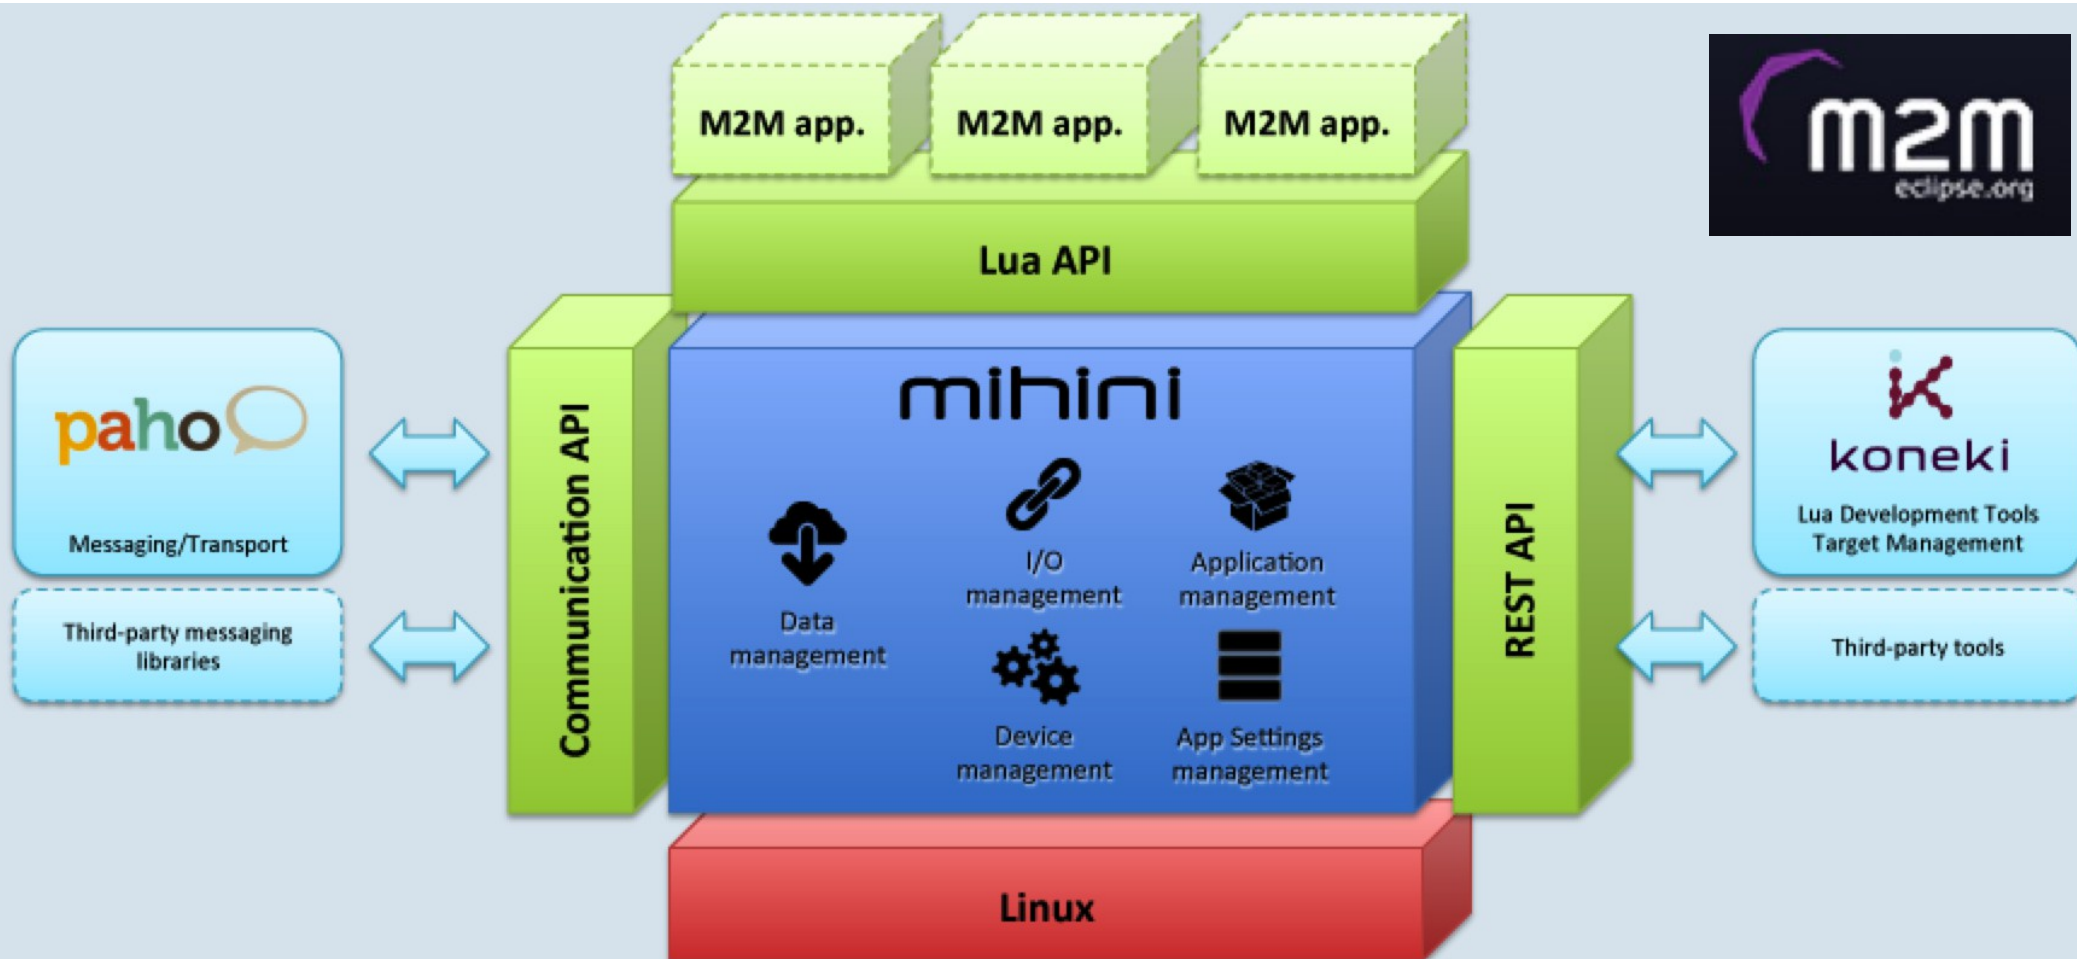 M2M app.
M2M app.
M2M app.
m2m
eclipse.org
Lua API
paho
Messaging/Transport
Third-party messaging
libraries
Communication API
mihini
Data
management
I/O
management
Application
management
Device
management
App Settings
management
REST API
koneki
Lua Development Tools
Target Management
Third-party tools
Linux